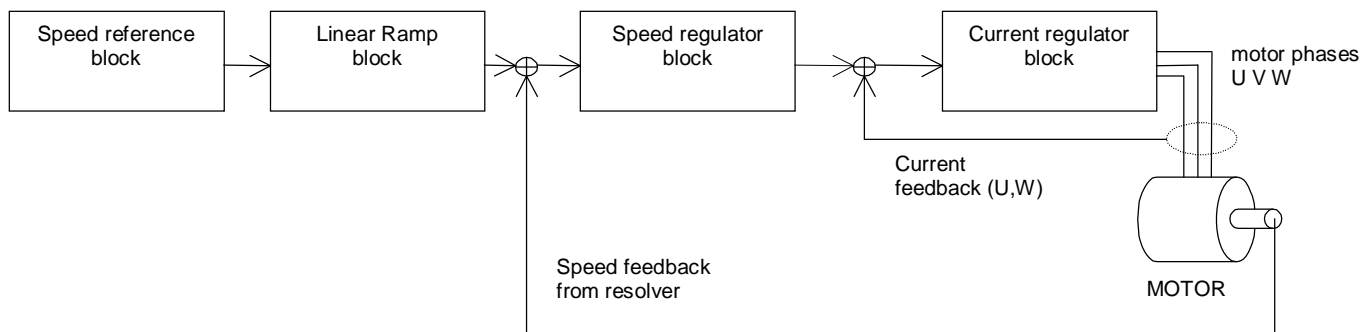 Speed reference
block
Linear Ramp
block
Speed regulator
block
Current regulator
block
motor phases
U V W
Current
feedback (U,W)
Speed feedback
from resolver
MOTOR